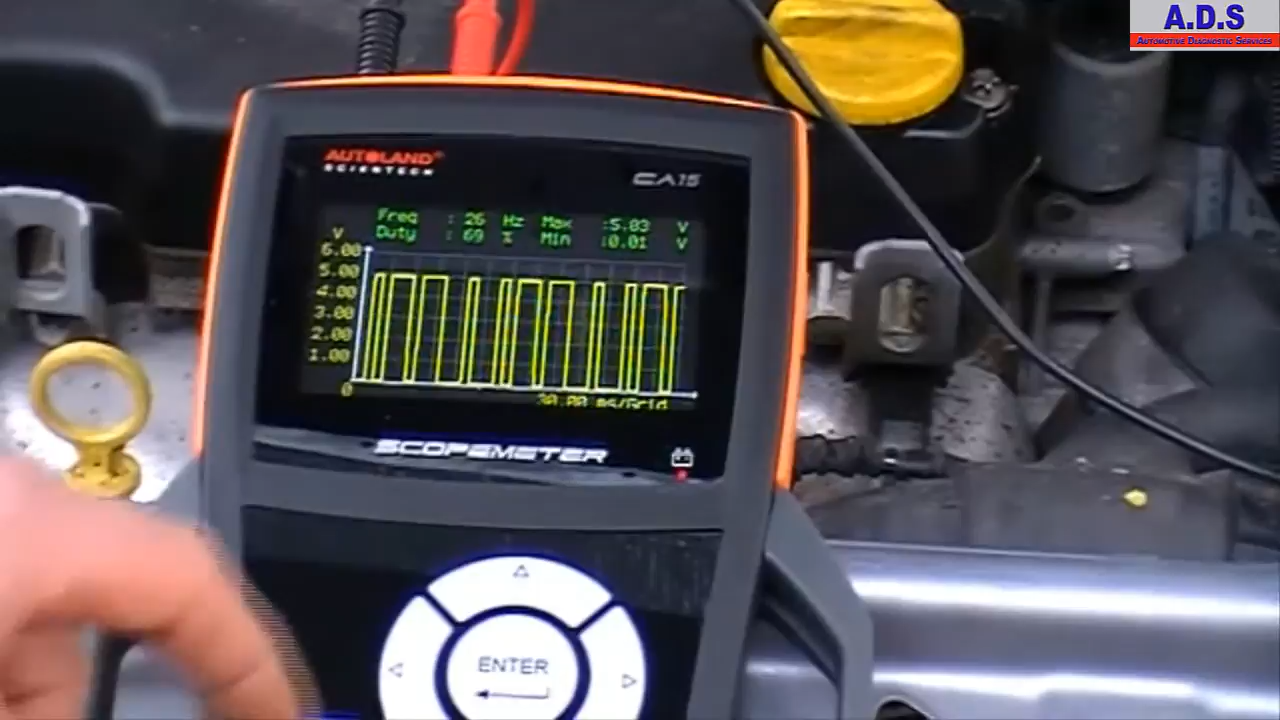 A.D.S
AUTOMOTIVE DIAGNOSTIC SERVICES
AUTOLAND
SCIENTECH
CA15
Freq : 26 Hz Max :5.03 V
Duty : 69 % Min :0.01 V
V
6.00
5.00
4.00
3.00
2.00
1.00
0
30.00 ms/Grid
SCOPEMETER
ENTER